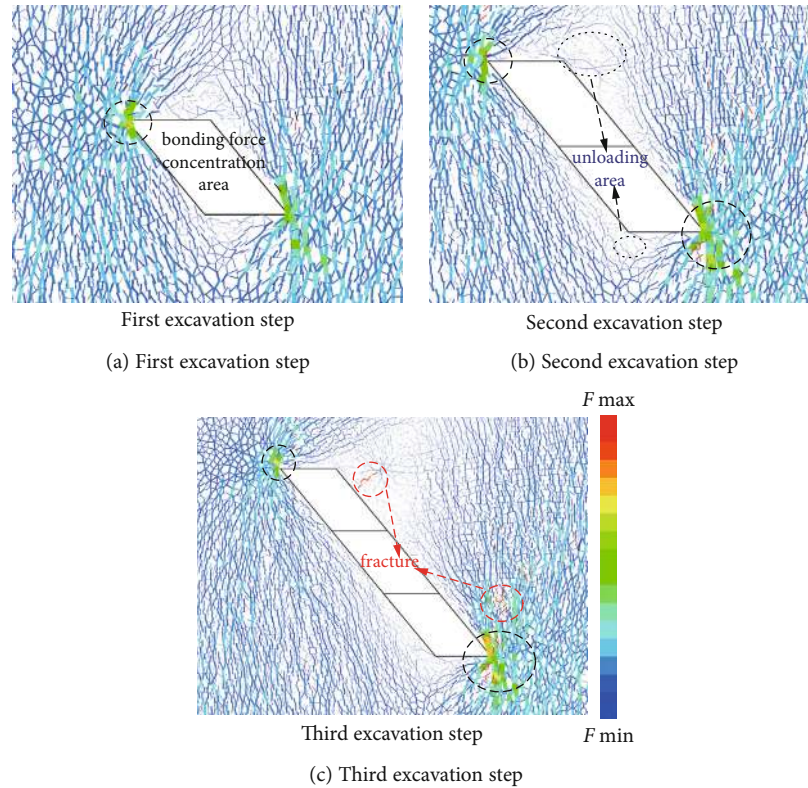 bonding force
concentration
area
First excavation step
(a) First excavation step
unloading
area
Second excavation step
(b) Second excavation step
fracture
Third excavation step
(c) Third excavation step
F max
F min